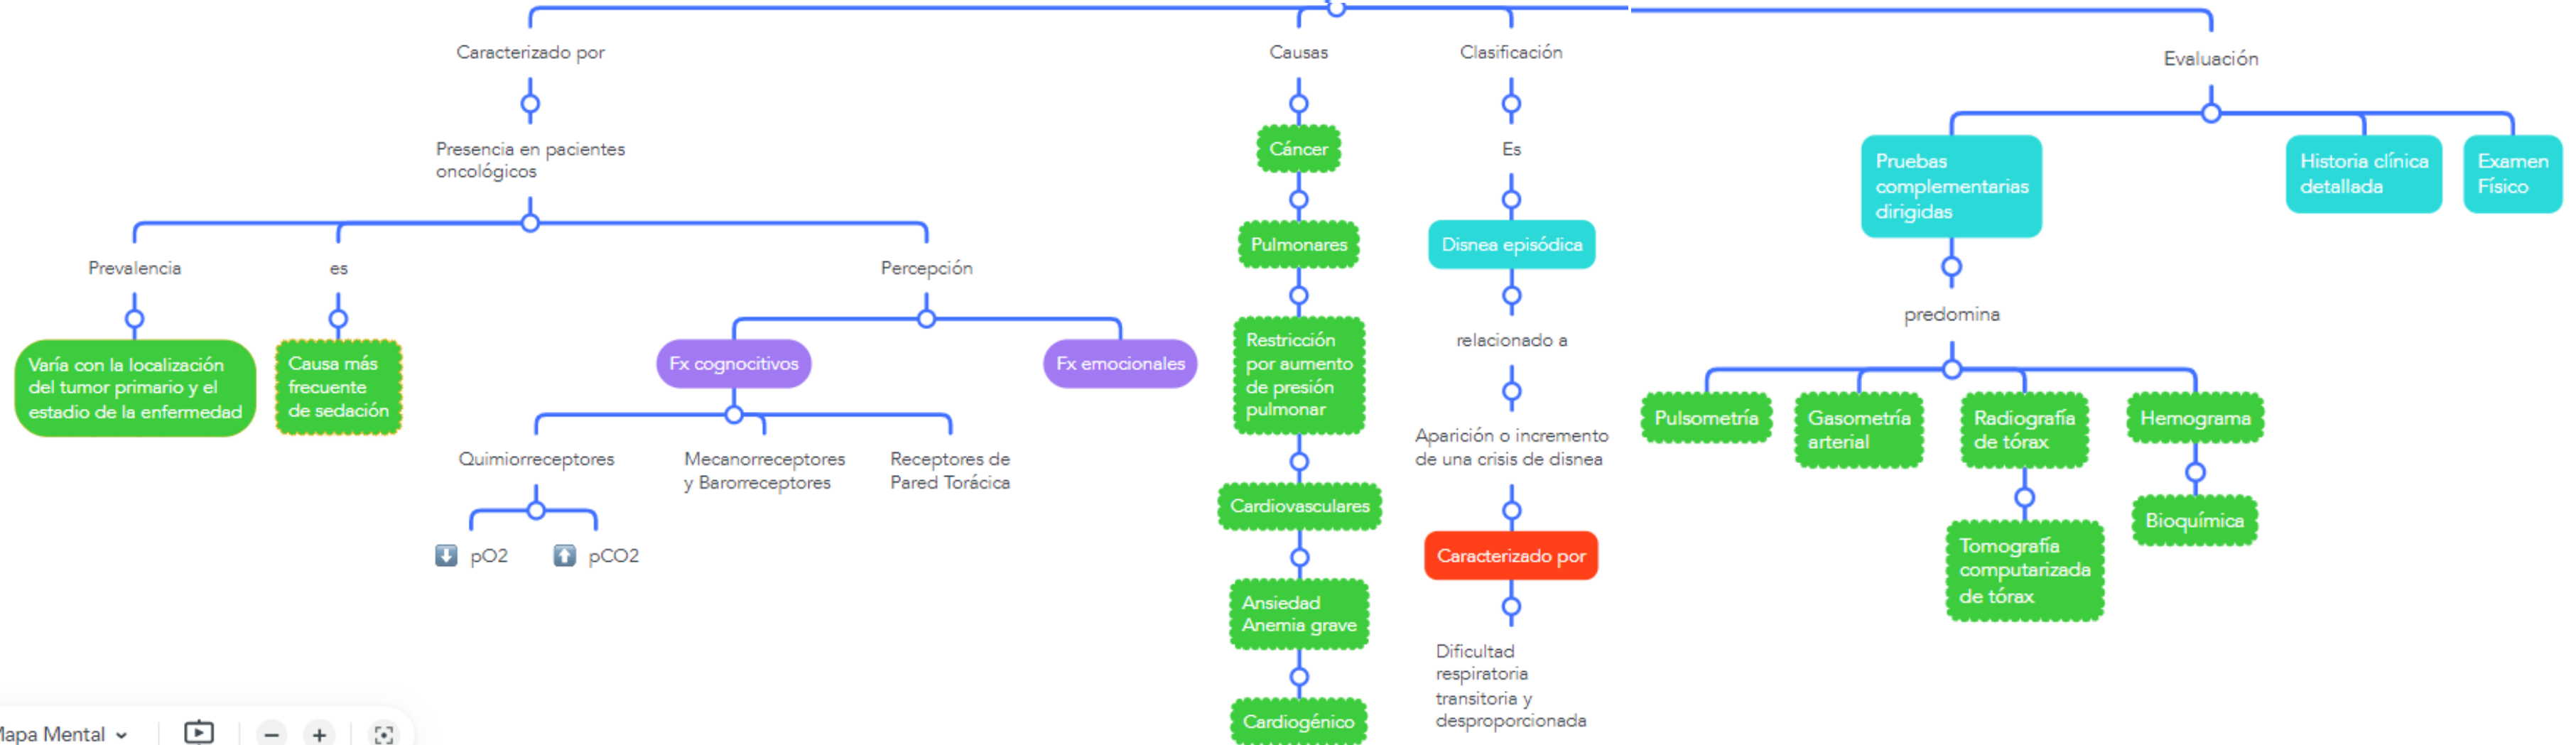 Caracterizado por
Presencia en pacientes
oncológicos
Prevalencia
Varía con la localización
del tumor primario y el
estadio de la enfermedad
es
Causa más
frecuente
de sedación
Percepción
Fx cognocitivos
Quimiorreceptores
⬇️ pO2
⬆️ pCO2
Mecanorreceptores
y Barorreceptores
Receptores de
Pared Torácica
Fx emocionales
Causas
Cáncer
Pulmonares
Restricción
por aumento
de presión
pulmonar
Cardiovasculares
Ansiedad
Anemia grave
Cardiogénico
Clasificación
Es
Disnea episódica
relacionado a
Aparición o incremento
de una crisis de disnea
Caracterizado por
Dificultad
respiratoria
transitoria y
desproporcionada
Evaluación
Pruebas
complementarias
dirigidas
predomina
Pulsometría
Gasometría
arterial
Radiografía
de tórax
Tomografía
computarizada
de tórax
Hemograma
Bioquímica
Historia clínica
detallada
Examen
Físico
Mapa Mental